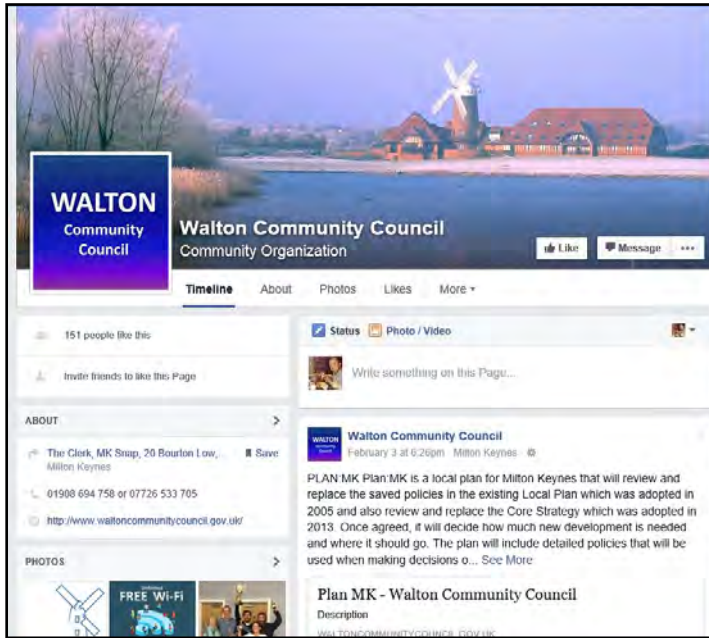 WALTON
Community
Council
Walton Community Council
Community Organization
Like
Message
Timeline About Photos Likes More
151 people like this
Invite friends to like this Page
ABOUT
The Clerk, MK Snap, 20 Bourton Low,... Save
Milton Keynes
01908 694 758 or 07726 533 705
http://www.waltoncommunitycouncil.gov.uk/
PHOTOS
FREE Wi-Fi
Status Photo / Video
Write something on this Page...
WALTON
Walton Community Council
February 3 at 6:26pm · Milton Keynes
PLAN:MK Plan:MK is a local plan for Milton Keynes that will review and
replace the saved policies in the existing Local Plan which was adopted in
2005 and also review and replace the Core Strategy which was adopted in
2013. Once agreed, it will decide how much new development is needed
and where it should go. The plan will include detailed policies that will be
used when making decisions o... See More
Plan MK - Walton Community Council
Description
WALTONCOMMUNITYCOUNCIL.GOV.UK